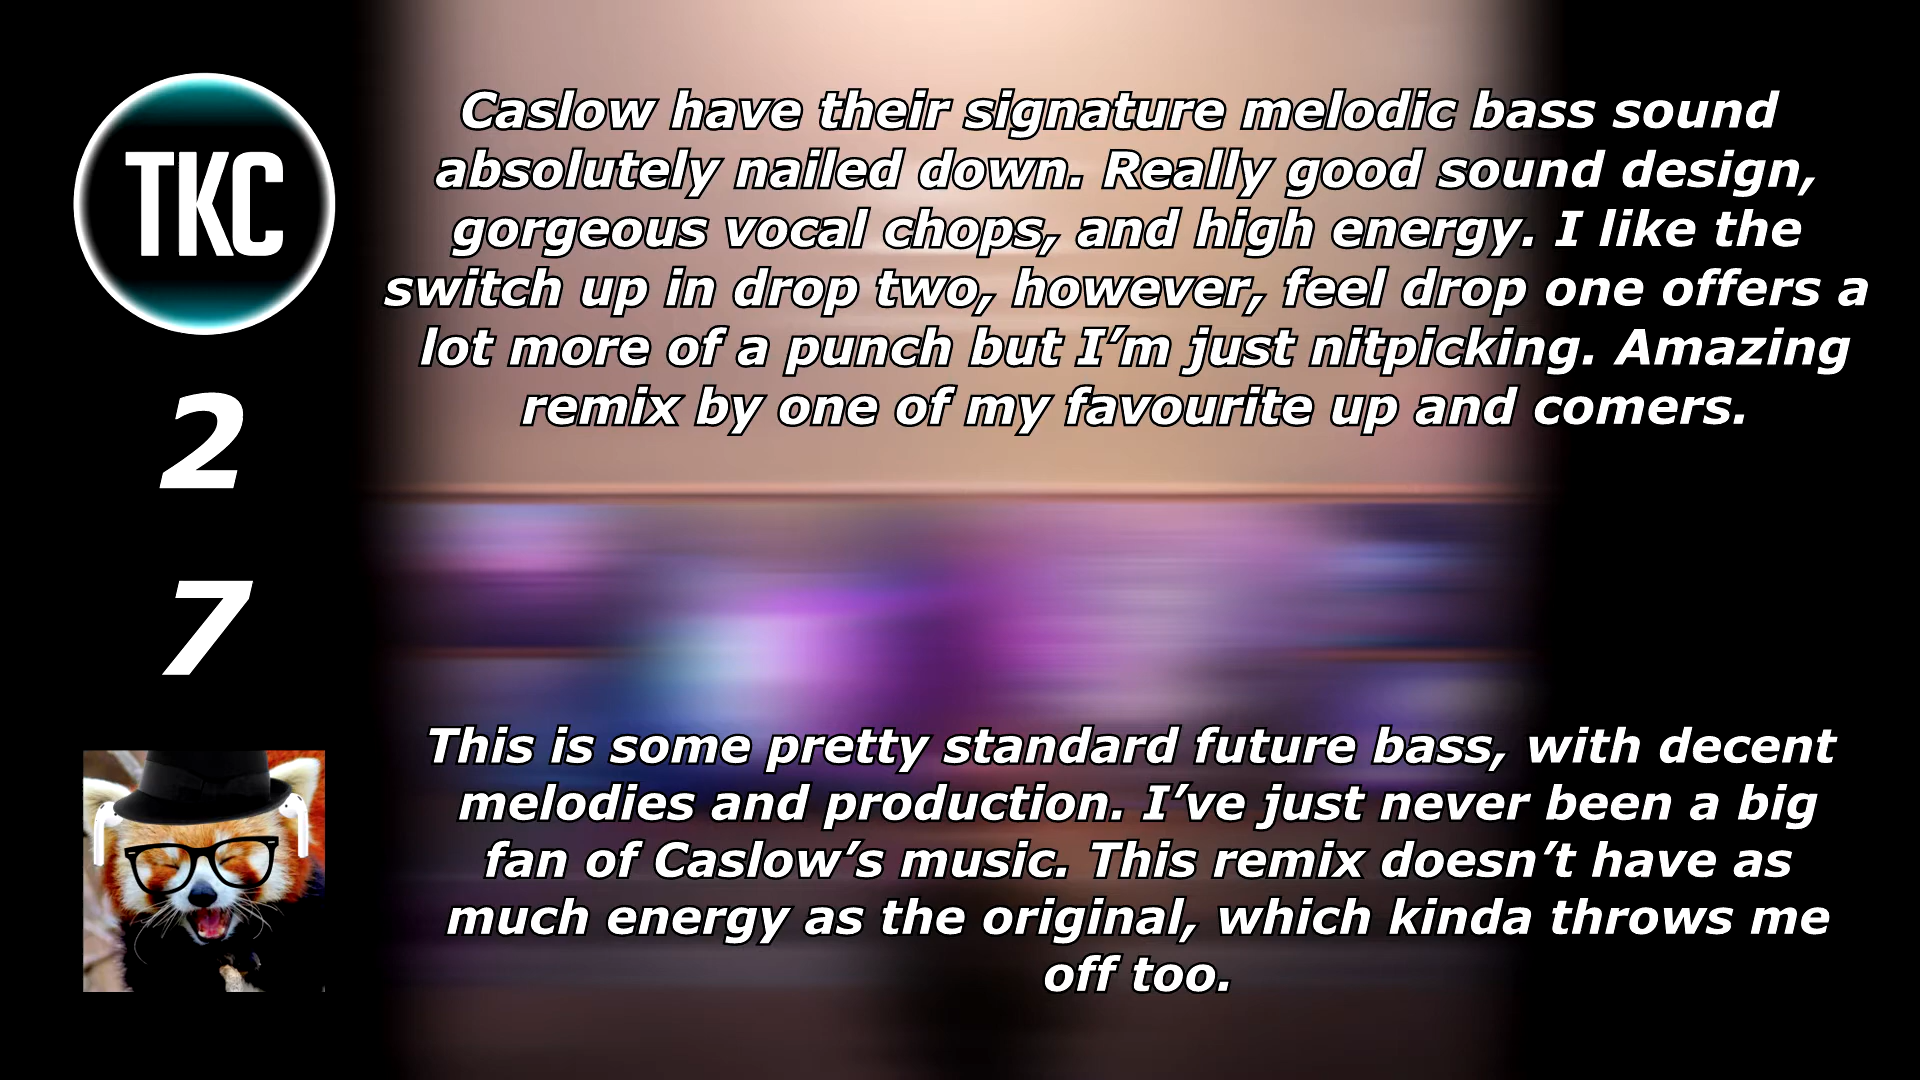 TKC
Caslow have their signature melodic bass sound
absolutely nailed down. Really good sound design,
gorgeous vocal chops, and high energy. I like the
switch up in drop two, however, feel drop one offers a
lot more of a punch but I’m just nitpicking. Amazing
remix by one of my favourite up and comers.
2
7
This is some pretty standard future bass, with decent
melodies and production. I’ve just never been a big
fan of Caslow’s music. This remix doesn’t have as
much energy as the original, which kinda throws me
off too.